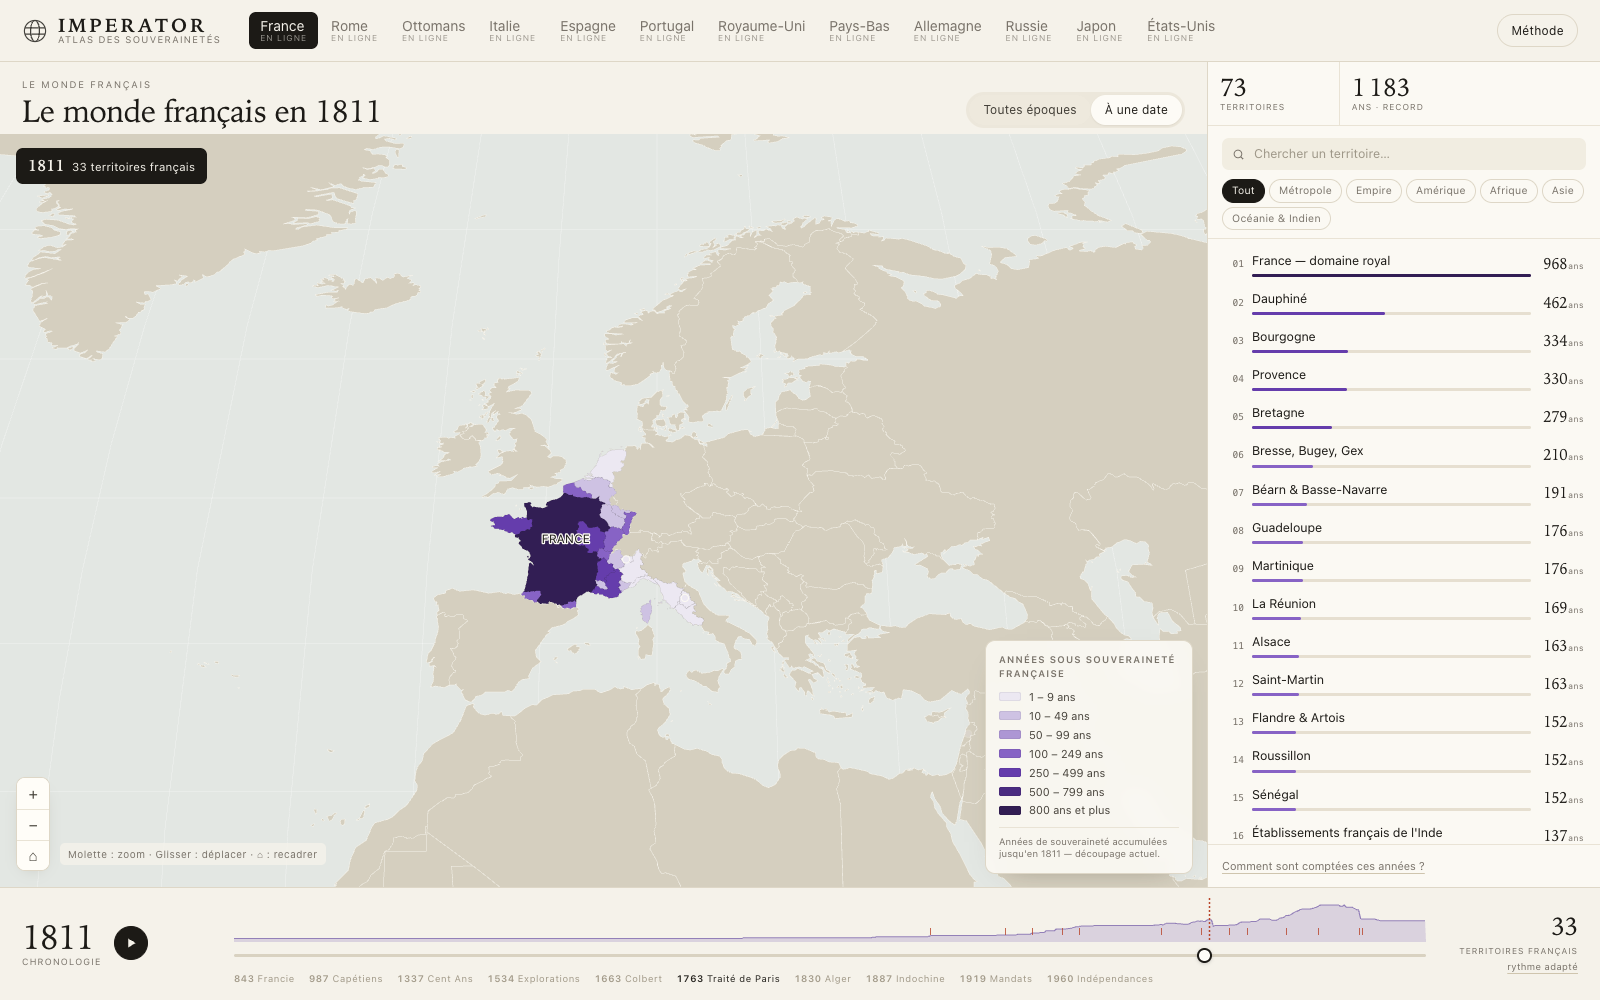 IMPERATOR
ATLAS DES SOUVERAINETÉS
France
EN LIGNE
Rome
EN LIGNE
Ottomans
EN LIGNE
Italie
EN LIGNE
Espagne
EN LIGNE
Portugal
EN LIGNE
Royaume-Uni
EN LIGNE
Pays-Bas
EN LIGNE
Allemagne
EN LIGNE
Russie
EN LIGNE
Japon
EN LIGNE
États-Unis
EN LIGNE
Méthode
LE MONDE FRANÇAIS
Le monde français en 1811
Toutes époques
À une date
1811 33 territoires français
FRANCE
ANNÉES SOUS SOUVERAINETÉ
FRANÇAISE
1 – 9 ans
10 – 49 ans
50 – 99 ans
100 – 249 ans
250 – 499 ans
500 – 799 ans
800 ans et plus
Années de souveraineté accumulées
jusqu'en 1811 — découpage actuel.
+
−
⌂
Molette : zoom · Glisser : déplacer · ⌂ : recadrer
73
TERRITOIRES
1 183
ANS · RECORD
Chercher un territoire…
Tout
Métropole
Empire
Amérique
Afrique
Asie
Océanie & Indien
01 France — domaine royal 968 ans
02 Dauphiné 462 ans
03 Bourgogne 334 ans
04 Provence 330 ans
05 Bretagne 279 ans
06 Bresse, Bugey, Gex 210 ans
07 Béarn & Basse-Navarre 191 ans
08 Guadeloupe 176 ans
09 Martinique 176 ans
10 La Réunion 169 ans
11 Alsace 163 ans
12 Saint-Martin 163 ans
13 Flandre & Artois 152 ans
14 Roussillon 152 ans
15 Sénégal 152 ans
16 Établissements français de l'Inde 137 ans
Comment sont comptées ces années ?
1811
CHRONOLOGIE
843 Francie
987 Capétiens
1337 Cent Ans
1534 Explorations
1663 Colbert
1763 Traité de Paris
1830 Alger
1887 Indochine
1919 Mandats
1960 Indépendances
33
TERRITOIRES FRANÇAIS
rythme adapté